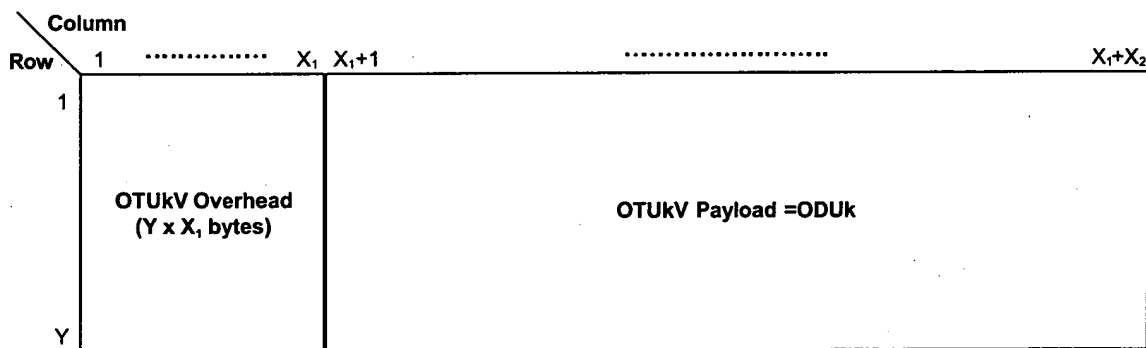 Column
Row 1 .............. X₁ X₁+1 ....................... X₁+X₂
1
OTUkV Overhead
(Y x X₁ bytes)
OTUkV Payload =ODUk
Y